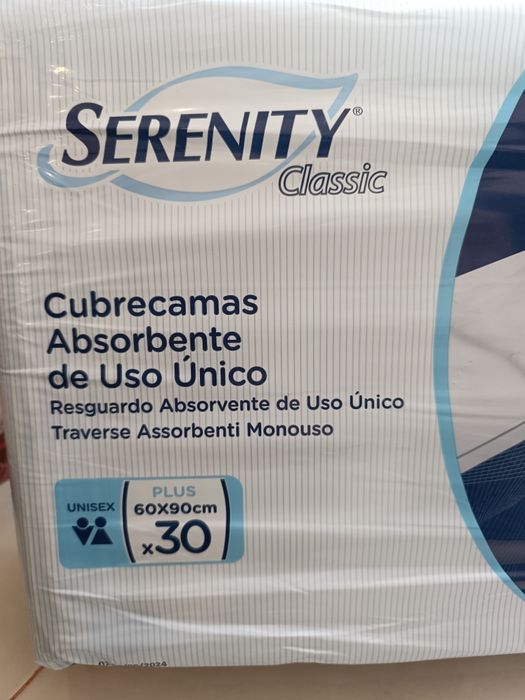 SERENITY®
Classic
Cubrecamas
Absorbente
de Uso Único
Resguardo Absorvente de Uso Único
Traverse Assorbenti Monouso
UNISEX
PLUS
60X90cm
x30